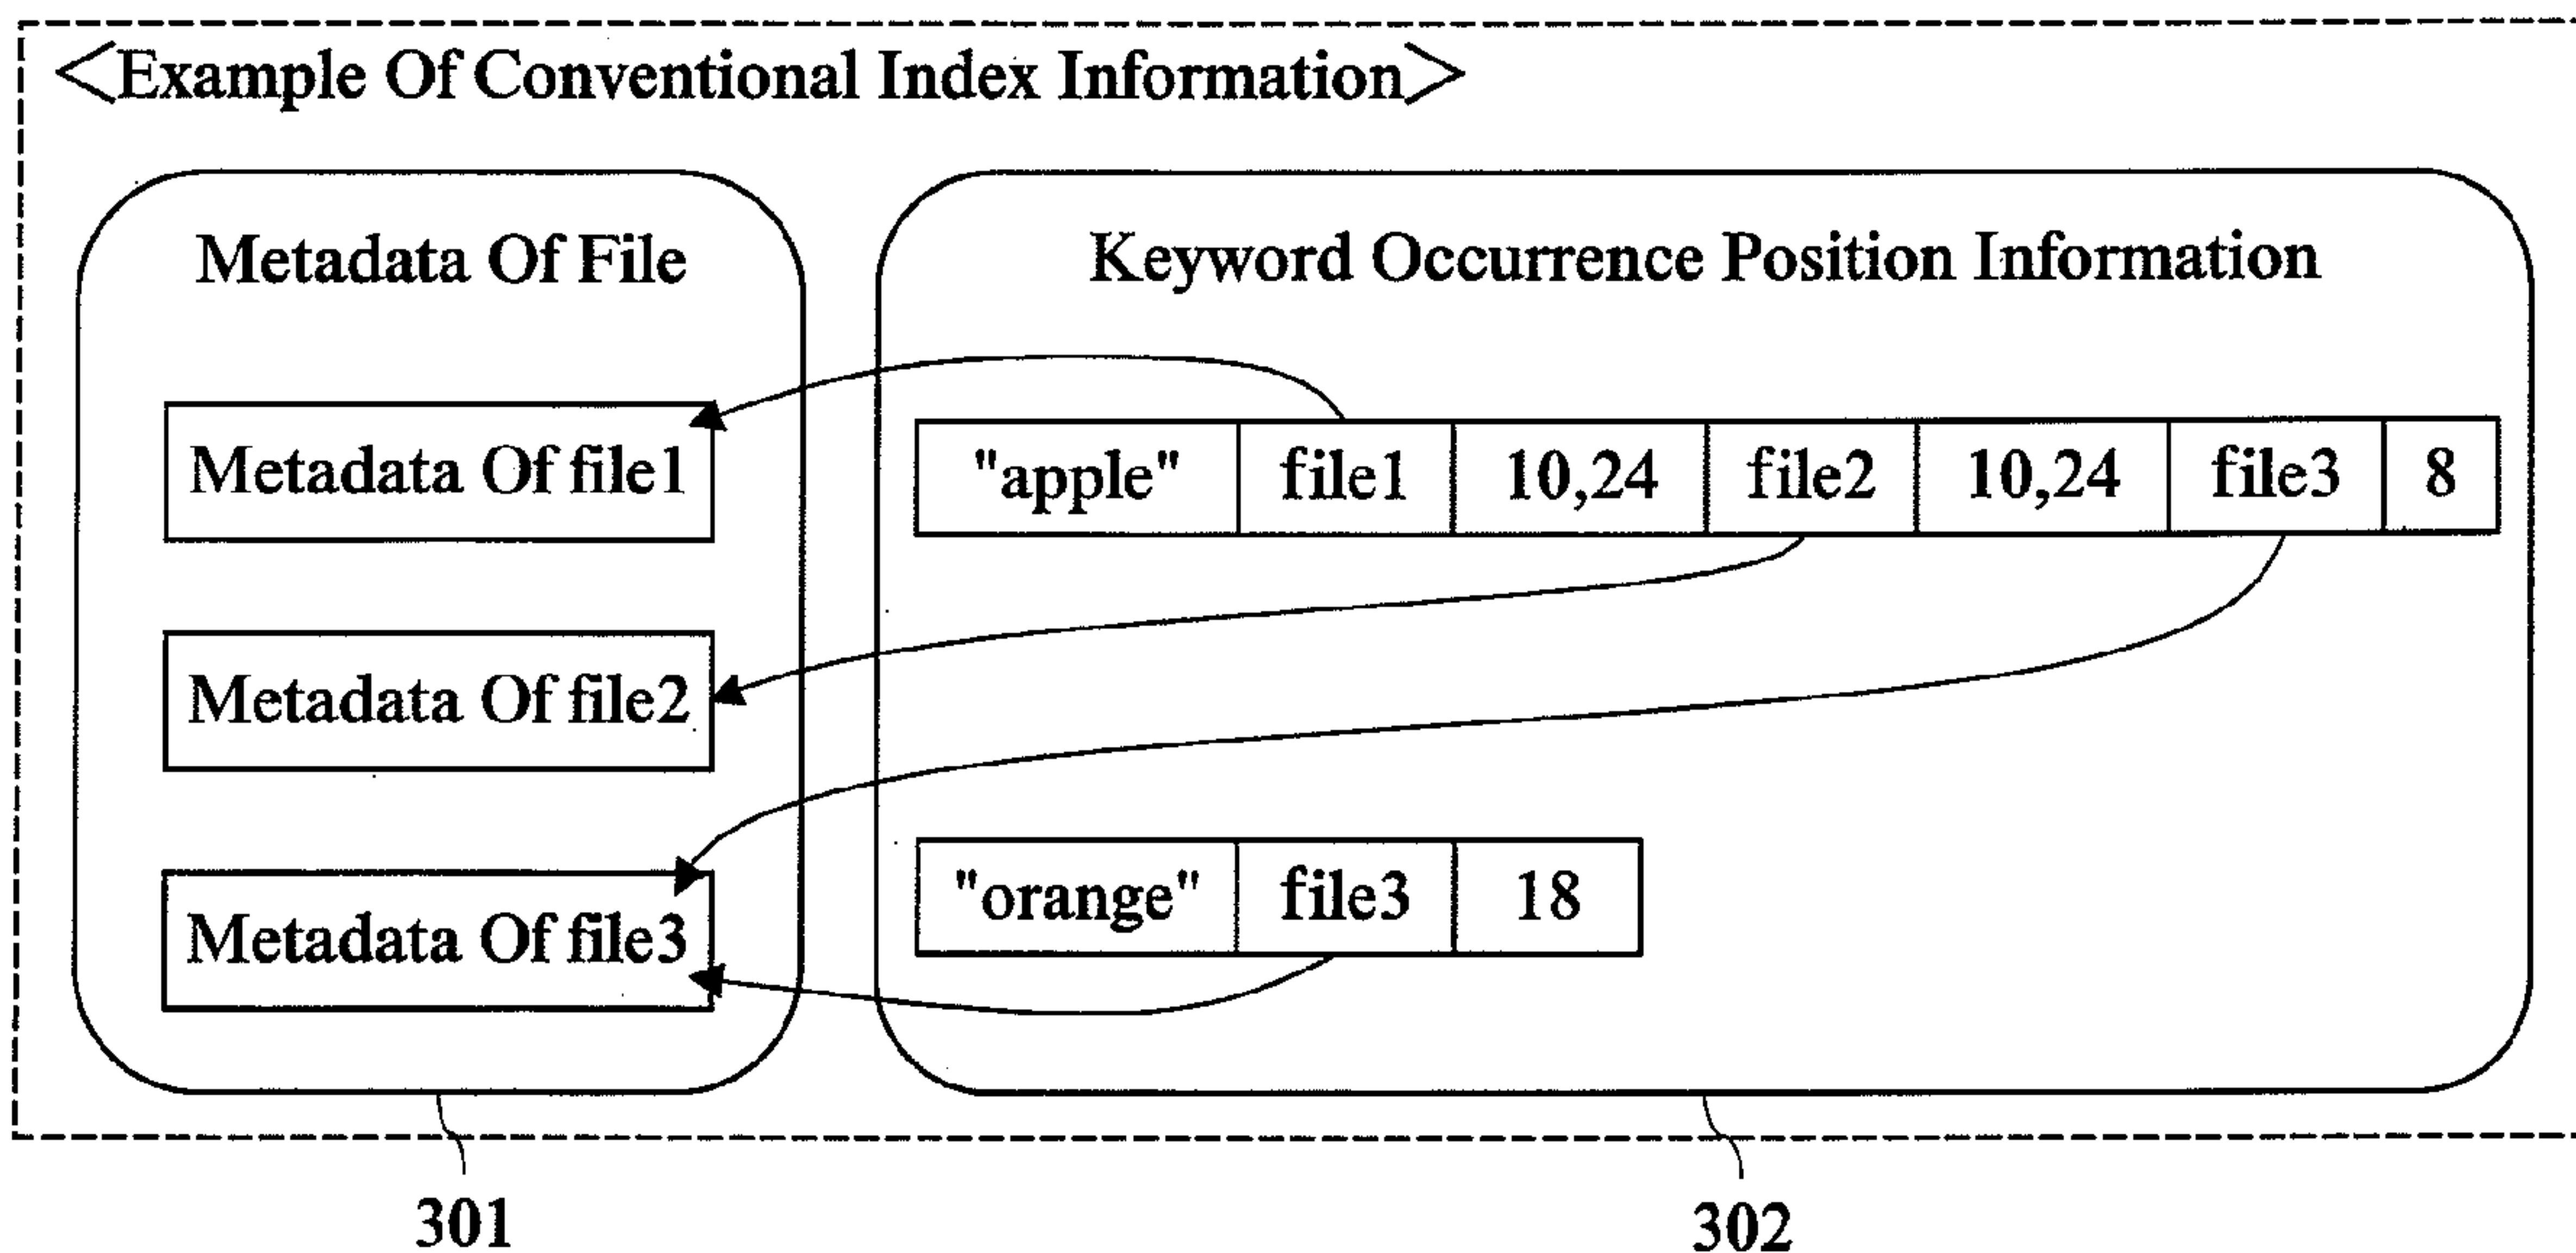 <Example Of Conventional Index Information>
Metadata Of File
Keyword Occurrence Position Information
Metadata Of file1
"apple" file1 10,24 file2 10,24 file3 8
Metadata Of file2
Metadata Of file3
"orange" file3 18
301
302